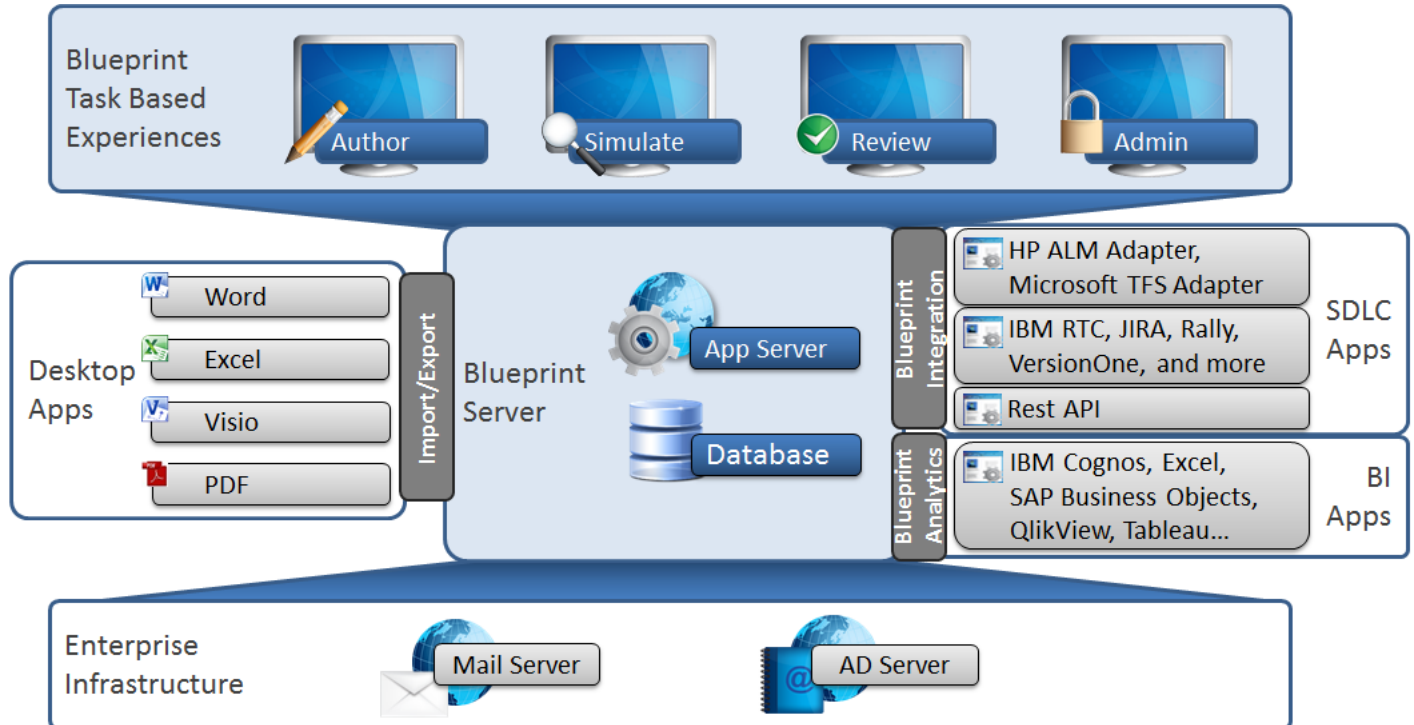 Blueprint
Task Based
Experiences
Author
Simulate
Review
Admin
Desktop
Apps
Word
Excel
Visio
PDF
Import/Export
Blueprint
Server
App Server
Database
Blueprint
Integration
HP ALM Adapter,
Microsoft TFS Adapter
IBM RTC, JIRA, Rally,
VersionOne, and more
Rest API
SDLC
Apps
Blueprint
Analytics
IBM Cognos, Excel,
SAP Business Objects,
QlikView, Tableau...
BI
Apps
Enterprise
Infrastructure
Mail Server
@
AD Server